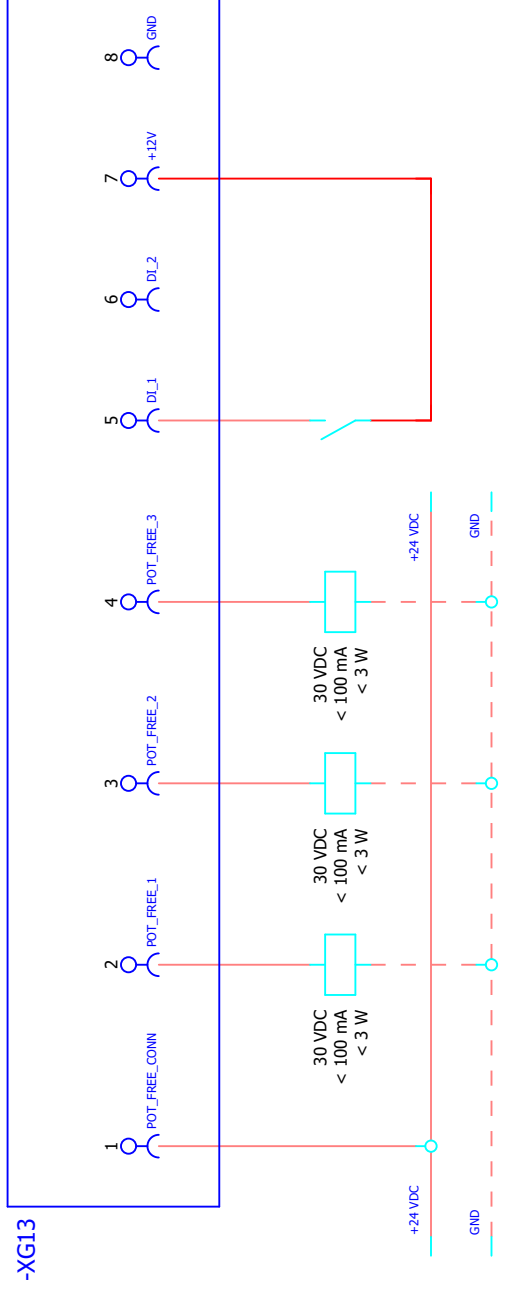 -XG13
1
POT_FREE_CONN
2
POT_FREE_1
3
POT_FREE_2
4
POT_FREE_3
5
DI_1
6
DI_2
7
+12V
8
GND
30 VDC
< 100 mA
< 3 W
30 VDC
< 100 mA
< 3 W
30 VDC
< 100 mA
< 3 W
+24 VDC
+24 VDC
GND
GND